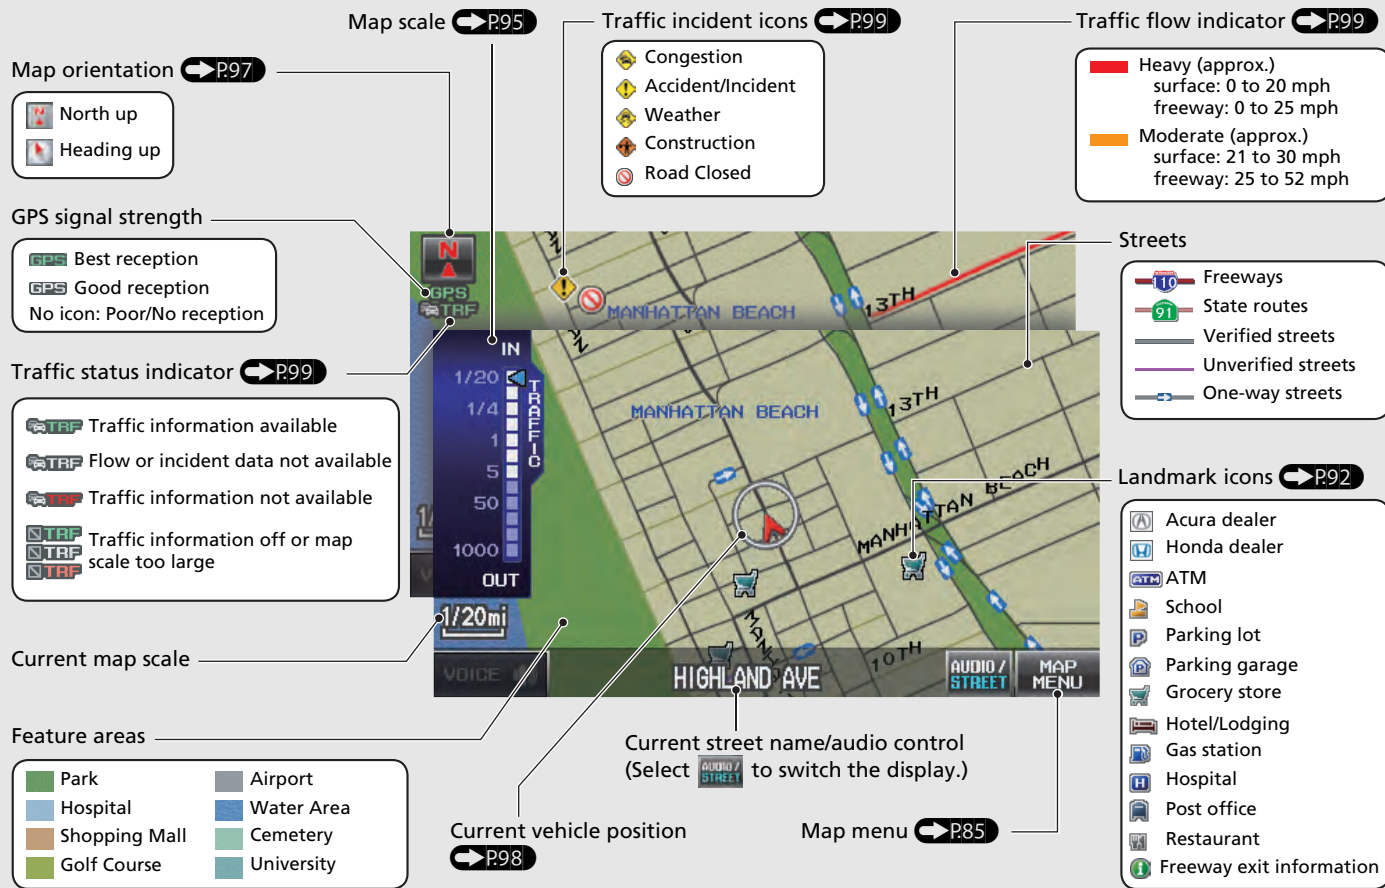 Map scale P.95
Traffic incident icons P.99
Congestion
Accident/Incident
Weather
Construction
Road Closed
Traffic flow indicator P.99
Heavy (approx.)
surface: 0 to 20 mph
freeway: 0 to 25 mph
Moderate (approx.)
surface: 21 to 30 mph
freeway: 25 to 52 mph
Map orientation P.97
North up
Heading up
GPS signal strength
GPS Best reception
GPS Good reception
No icon: Poor/No reception
Traffic status indicator P.99
TRF Traffic information available
TRF Flow or incident data not available
TRF Traffic information not available
TRF
TRF
TRF
Traffic information off or map
scale too large
Current map scale
Feature areas
Park
Hospital
Shopping Mall
Golf Course
Airport
Water Area
Cemetery
University
N
GPS
TRF
MANHATTAN BEACH
13TH
IN
1/20
1/4
1
5
50
1000
OUT
TRAFFIC
MANHATTAN BEACH
13TH
MANHATTAN BEACH
10TH
1/20mi
VOICE
HIGHLAND AVE
AUDIO/
STREET
MAP
MENU
Current street name/audio control
(Select AUDIO/
STREET to switch the display.)
Current vehicle position
P.98
Map menu P.85
Streets
110 Freeways
91 State routes
Verified streets
Unverified streets
One-way streets
Landmark icons P.92
Acura dealer
H Honda dealer
ATM ATM
School
P Parking lot
P Parking garage
Grocery store
Hotel/Lodging
Gas station
H Hospital
Post office
Restaurant
i Freeway exit information